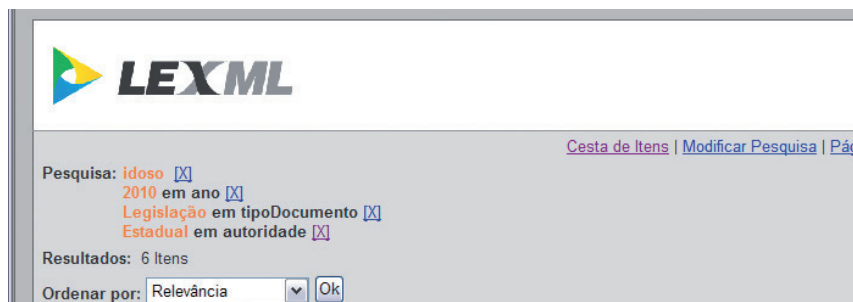 LEXML
Cesta de Itens | Modificar Pesquisa |
Pesquisa: idoso [X]
2010 em ano [X]
Legislação em tipoDocumento [X]
Estadual em autoridade [X]
Resultados: 6 Itens
Ordenar por: Relevância Ok